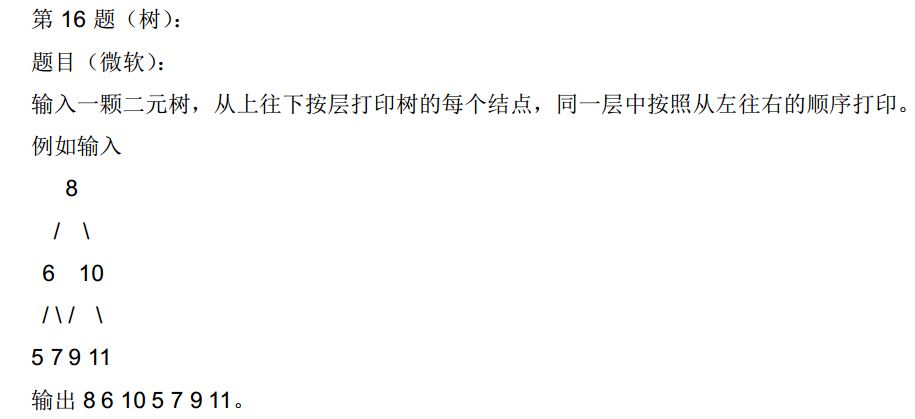 第 16 题（树）：
题目（微软）：
输入一颗二元树，从上往下按层打印树的每个结点，同一层中按照从左往右的顺序打印。
例如输入
8
/ \
6 10
/ \ / \
5 7 9 11
输出 8 6 10 5 7 9 11。